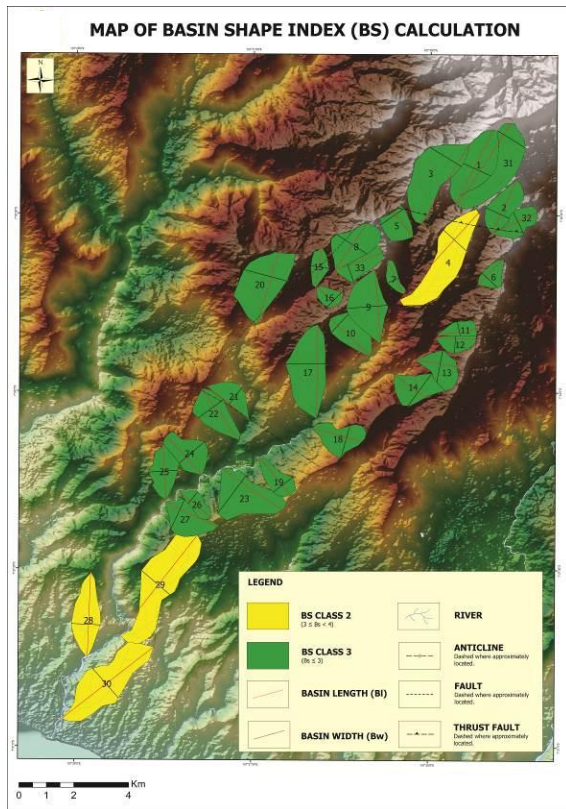 MAP OF BASIN SHAPE INDEX (BS) CALCULATION
N
1
31
3
2
32
5
8
4
15
33
7
6
20
16
9
10
11
12
17
13
14
21
22
18
24
25
19
23
26
27
29
28
30
LEGEND
BS CLASS 2
(3 ≤ Bs < 4)
BS CLASS 3
(Bs ≤ 3)
BASIN LENGTH (Bl)
BASIN WIDTH (Bw)
RIVER
ANTICLINE
Dashed where approximately
located.
FAULT
Dashed where approximately
located.
THRUST FAULT
Dashed where approximately
located.
Km
0 1 2 4